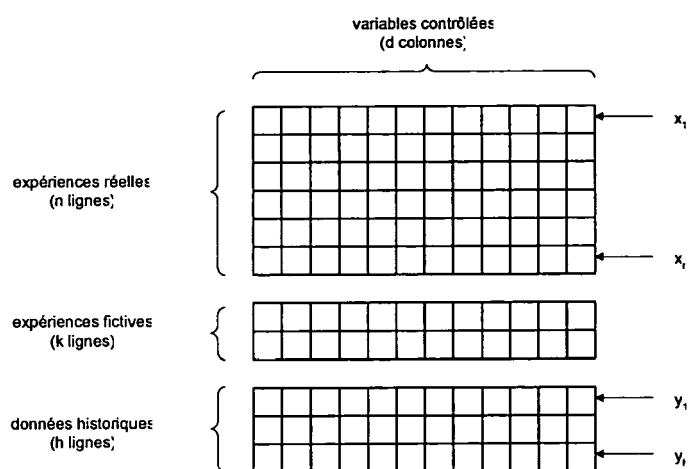 variables contrôlées
(d colonnes)
x₁
expériences réelles
(n lignes)
expériences fictives
(k lignes)
y₁
données historiques
(h lignes)